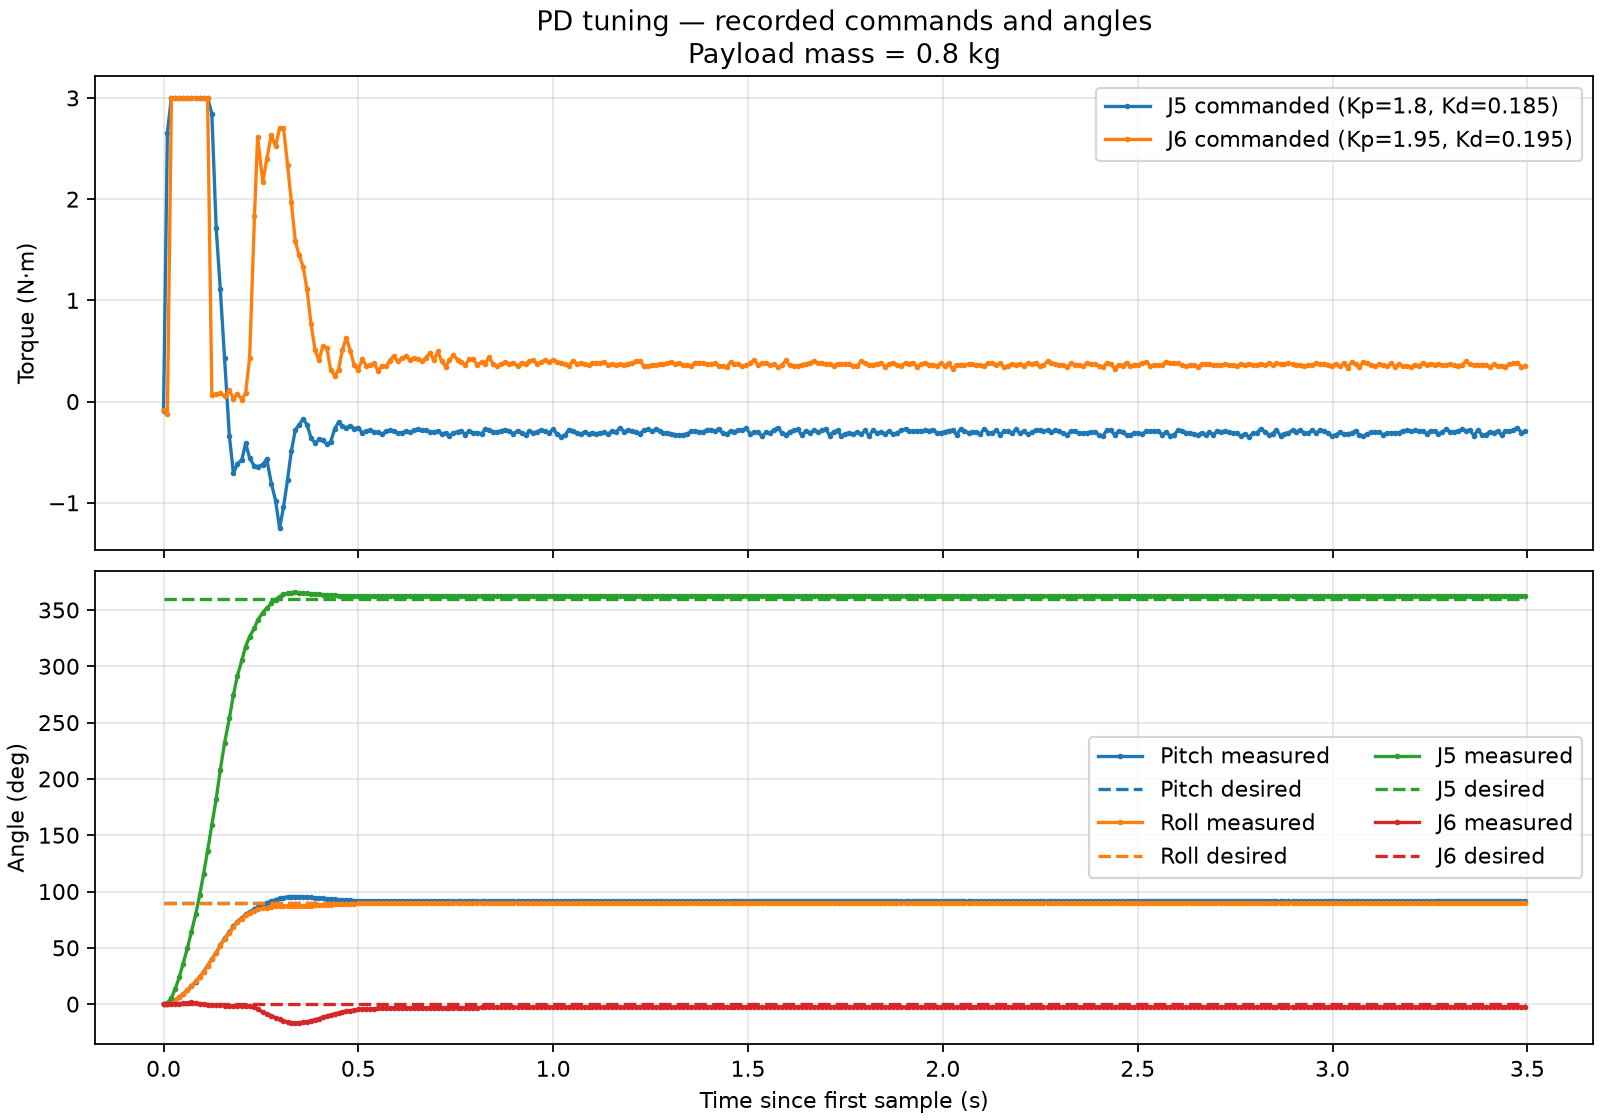 PD tuning — recorded commands and angles
Payload mass = 0.8 kg
3
2
1
0
−1
Torque (N·m)
J5 commanded (Kp=1.8, Kd=0.185)
J6 commanded (Kp=1.95, Kd=0.195)
350
300
250
200
150
100
50
0
Angle (deg)
Pitch measured
Pitch desired
Roll measured
Roll desired
J5 measured
J5 desired
J6 measured
J6 desired
0.0 0.5 1.0 1.5 2.0 2.5 3.0 3.5
Time since first sample (s)